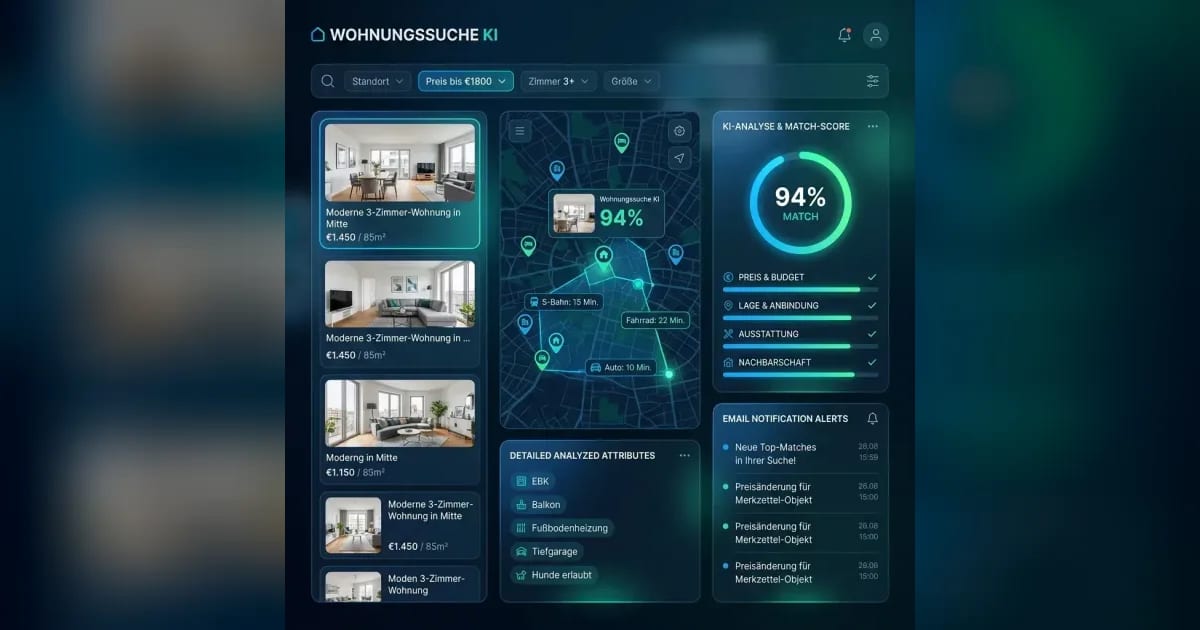 WOHNUNGSSUCHE KI
Standort
Preis bis €1800
Zimmer 3+
Größe
Moderne 3-Zimmer-Wohnung in
Mitte
€1.450 / 85m²
Moderne 3-Zimmer-Wohnung in ...
€1.450 / 85m²
Moderng in Mitte
€1.150 / 85m²
Moderne 3-Zimmer-
Wohnung in Mitte
€1.450 / 85m²
Moden 3-Zimmer-
Wohnung
Wohnungssuche KI
94%
S-Bahn: 15 Min.
Fahrrad: 22 Min.
Auto: 10 Min.
DETAILED ANALYZED ATTRIBUTES
EBK
Balkon
Fußbodenheizung
Tiefgarage
Hunde erlaubt
KI-ANALYSE & MATCH-SCORE
94%
MATCH
PREIS & BUDGET
LAGE & ANBINDUNG
AUSSTATTUNG
NACHBARSCHAFT
EMAIL NOTIFICATION ALERTS
Neue Top-Matches
in Ihrer Suche!
26.08
15:59
Preisänderung für
Merkzettel-Objekt
26.08
15:00
Preisänderung für
Merkzettel-Objekt
26.08
15:00
Preisänderung für
Merkzettel-Objekt
26.08
15:00